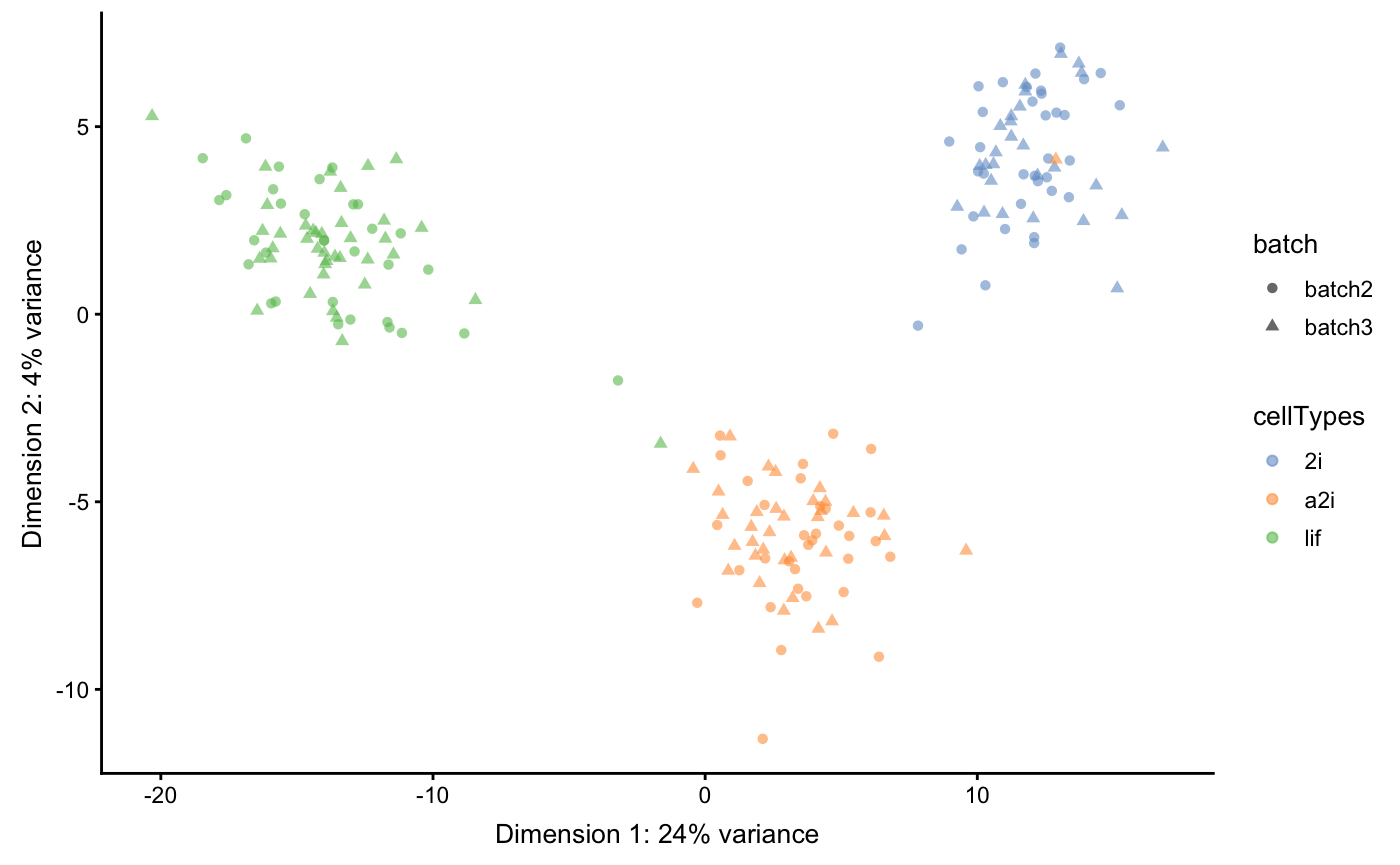 5
0
-5
-10
-20
-10
0
10
Dimension 1: 24% variance
Dimension 2: 4% variance
batch
batch2
batch3
cellTypes
2i
a2i
lif